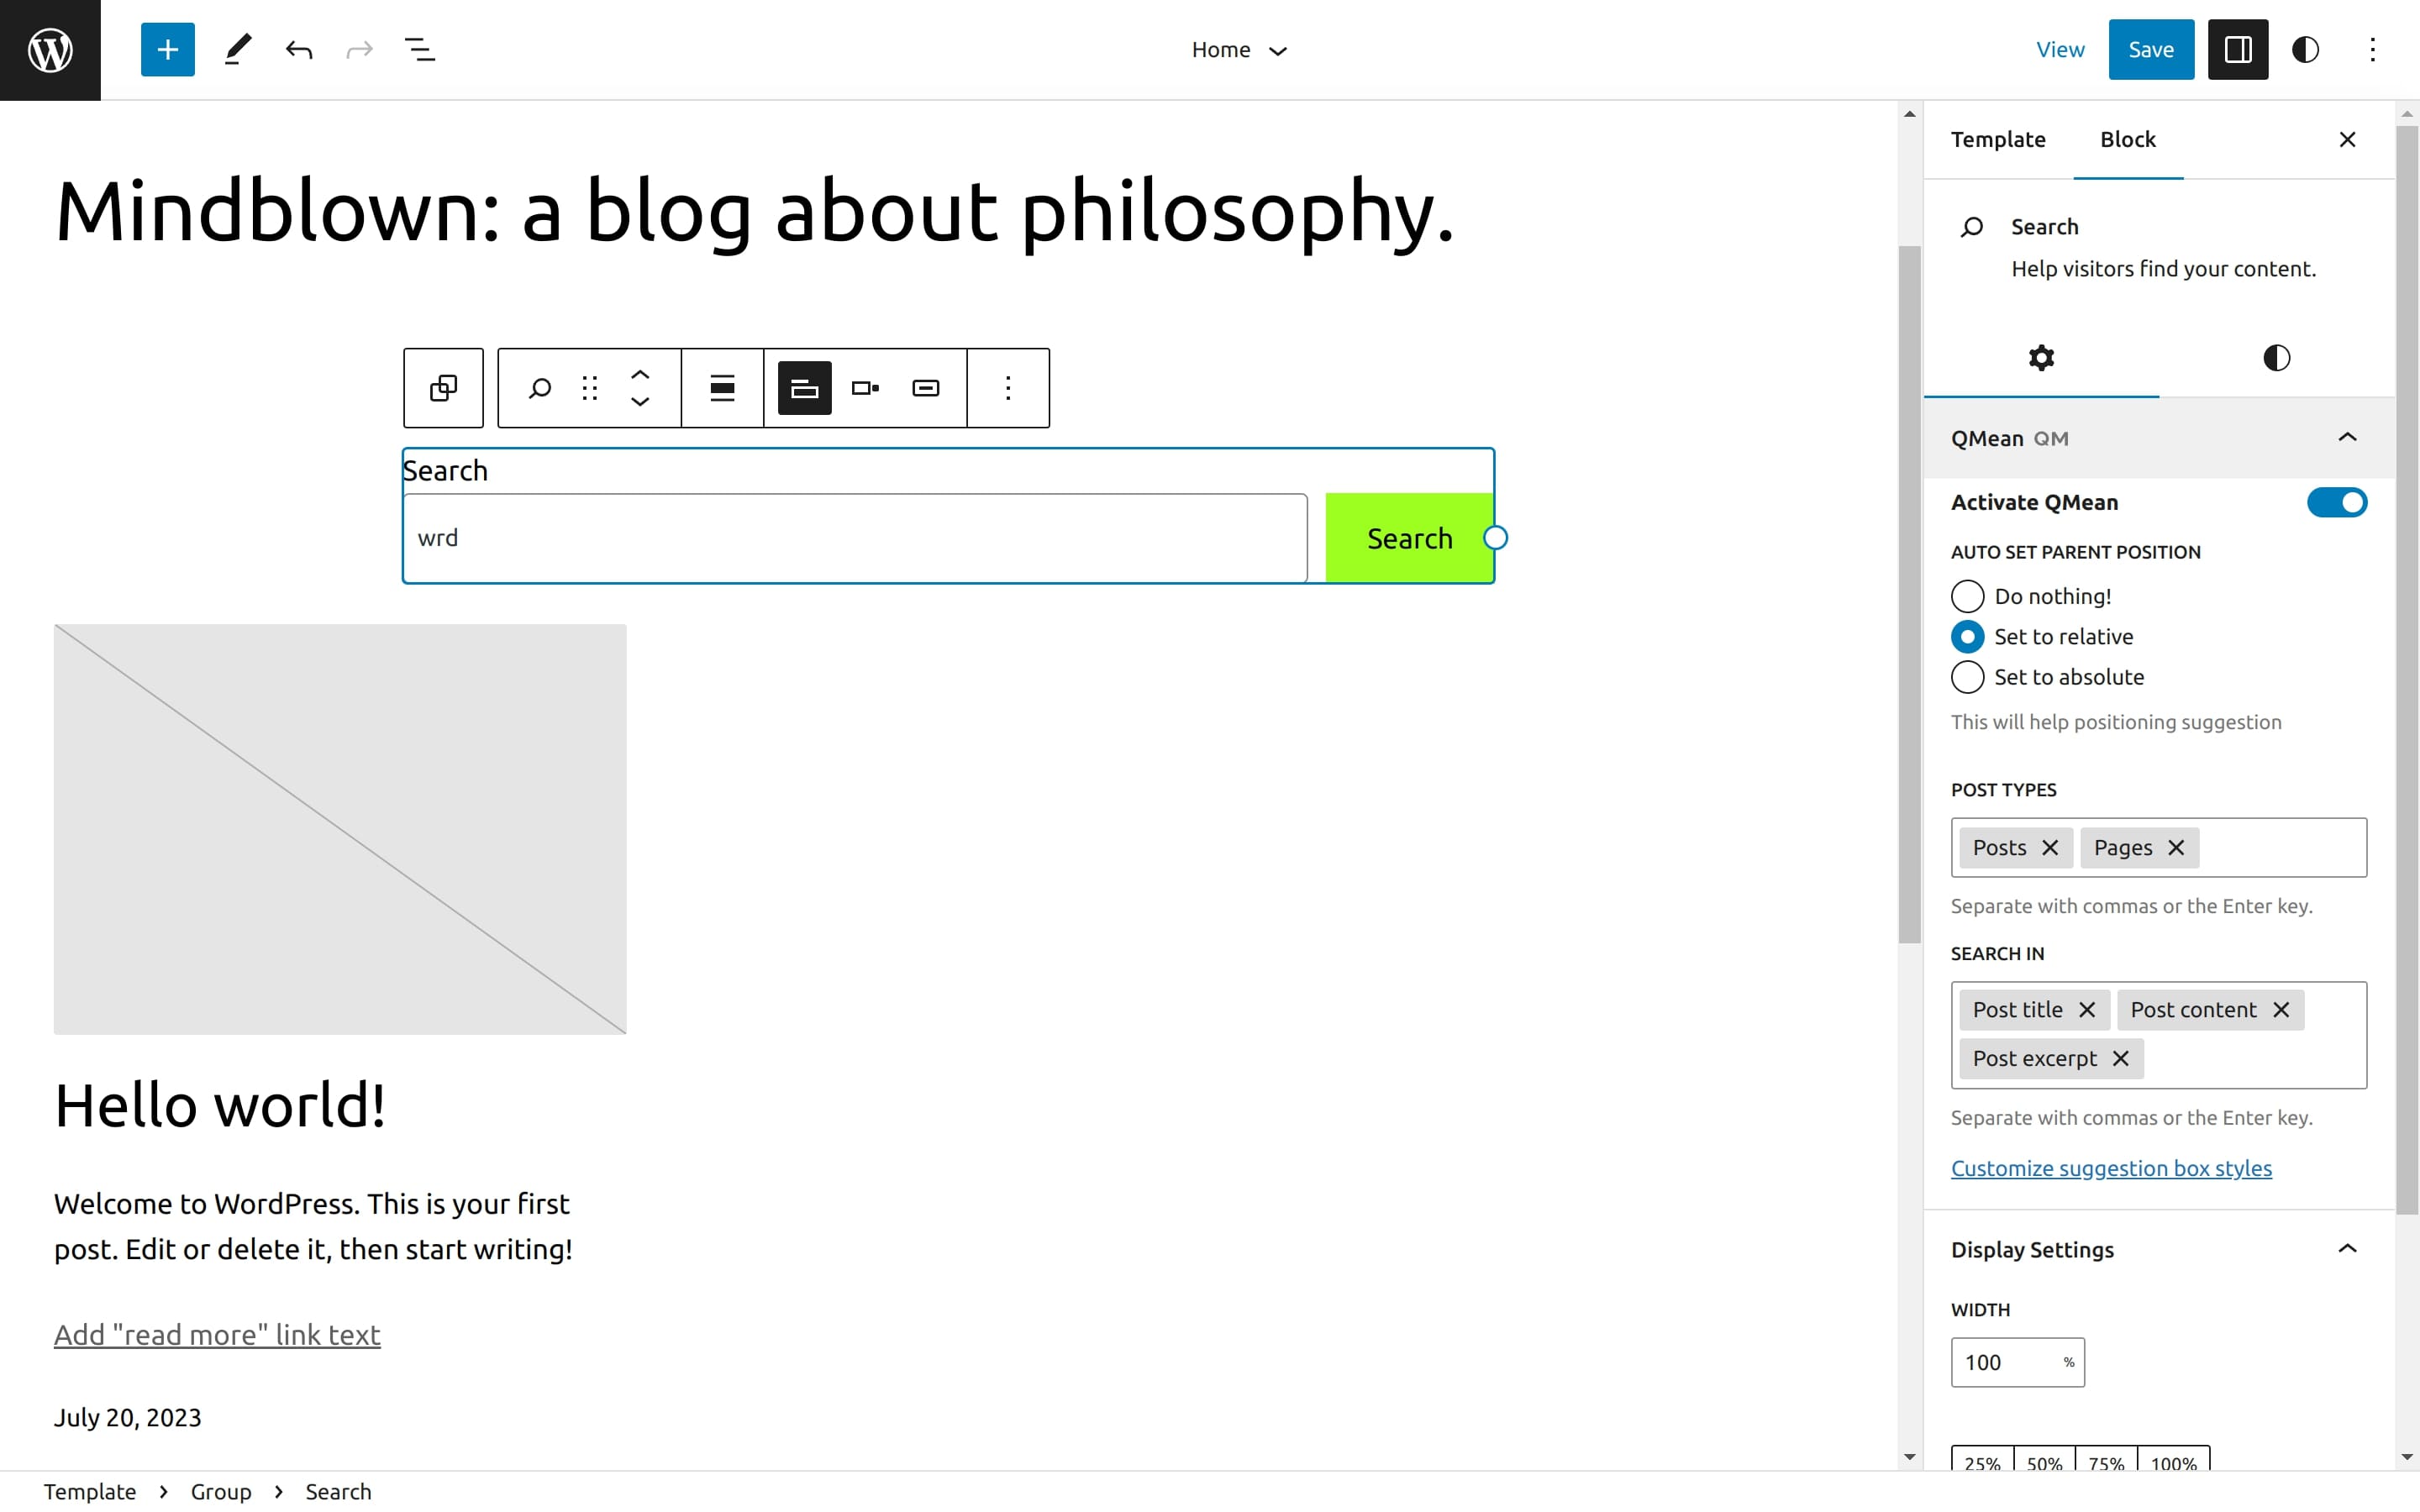 Home
View
Save
Mindblown: a blog about philosophy.
Search
wrd
Search
Hello world!
Welcome to WordPress. This is your first
post. Edit or delete it, then start writing!
Add "read more" link text
July 20, 2023
Template
Block
Search
Help visitors find your content.
QMean QM
Activate QMean
AUTO SET PARENT POSITION
Do nothing!
Set to relative
Set to absolute
This will help positioning suggestion
POST TYPES
Posts
Pages
Separate with commas or the Enter key.
SEARCH IN
Post title
Post content
Post excerpt
Separate with commas or the Enter key.
Customize suggestion box styles
Display Settings
WIDTH
100 %
25% 50% 75% 100%
Template > Group > Search